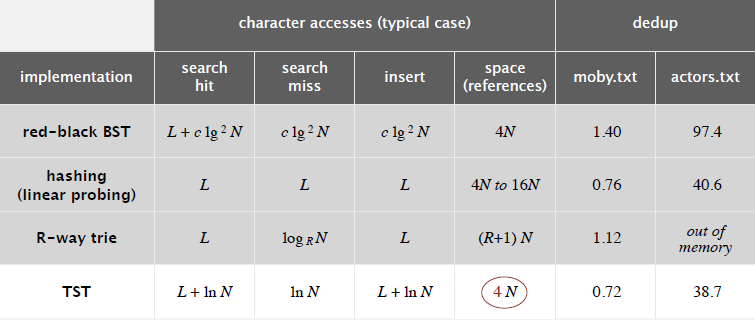 character accesses (typical case) dedup
implementation search hit search miss insert space (references) moby.txt actors.txt
red-black BST L + c lg ² N c lg ² N c lg ² N 4N 1.40 97.4
hashing (linear probing) L L L 4N to 16N 0.76 40.6
R-way trie L log R N L (R+1) N 1.12 out of memory
TST L + ln N ln N L + ln N 4 N 0.72 38.7